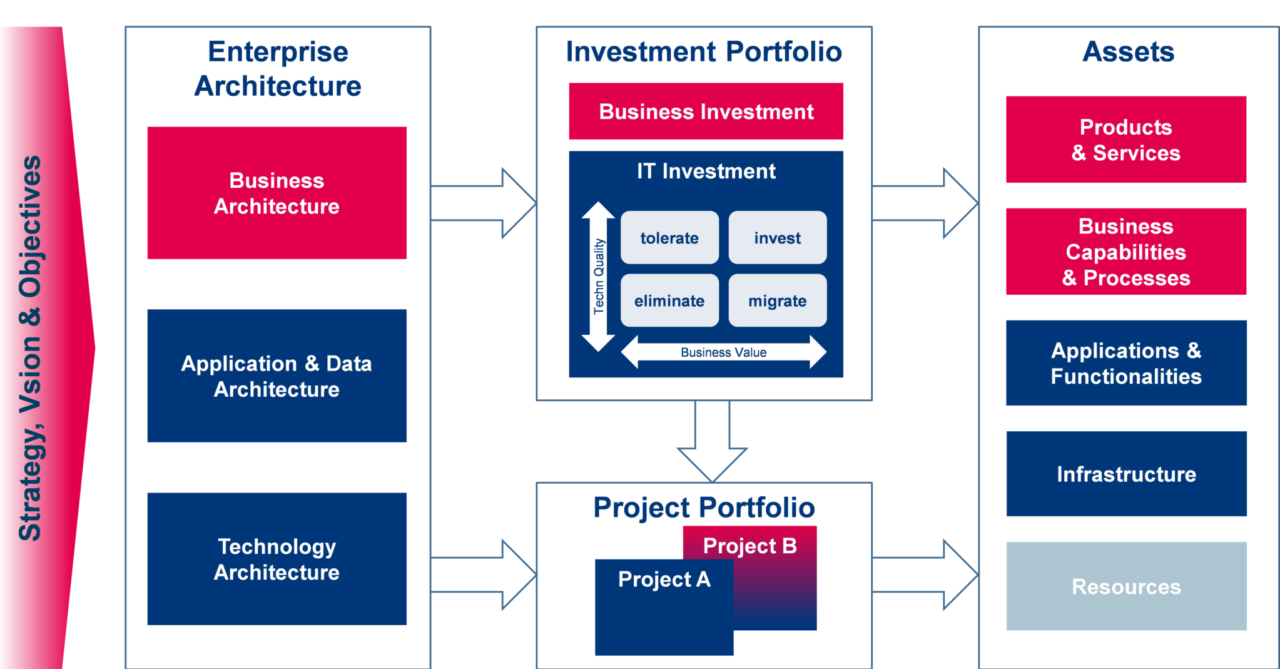 Strategy, Vsion & Objectives
Enterprise
Architecture
Business
Architecture
Application & Data
Architecture
Technology
Architecture
Investment Portfolio
Business Investment
IT Investment
Techn Quality
tolerate
invest
eliminate
migrate
Business Value
Project Portfolio
Project B
Project A
Assets
Products
& Services
Business
Capabilities
& Processes
Applications &
Functionalities
Infrastructure
Resources